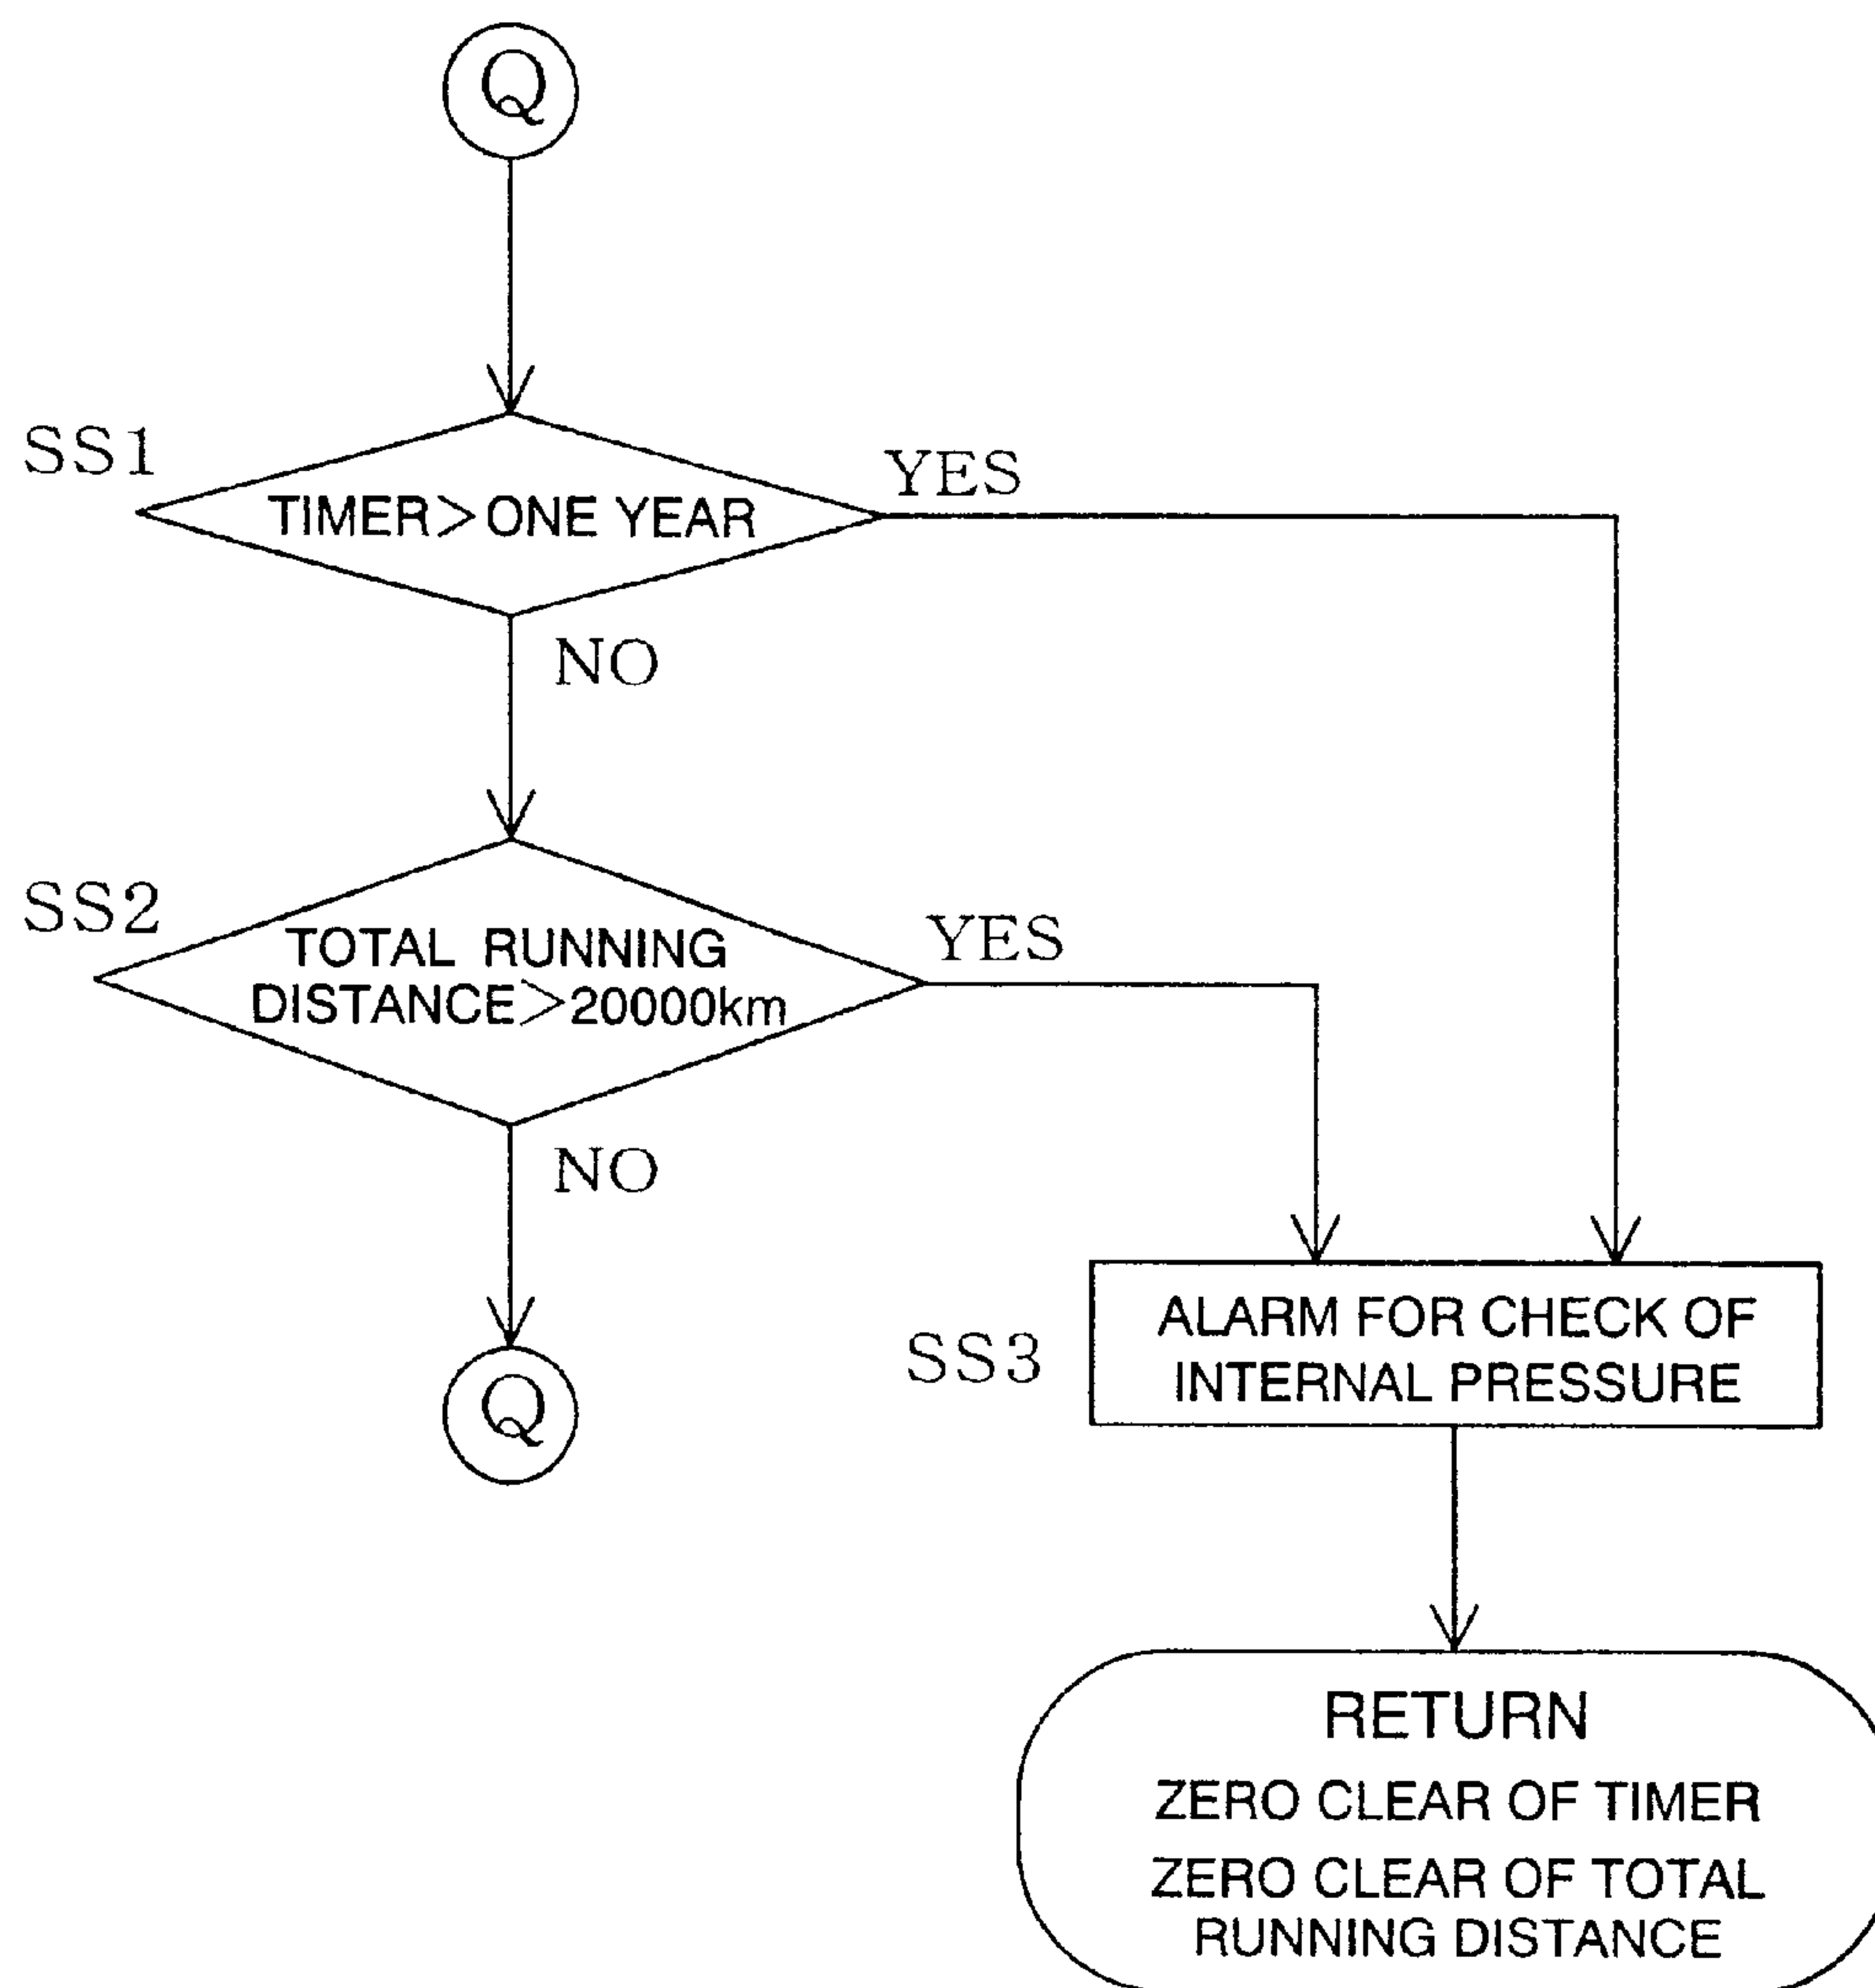 Q
SS1
TIMER>ONE YEAR
YES
NO
SS2
TOTAL RUNNING
DISTANCE>20000km
YES
NO
Q
SS3
ALARM FOR CHECK OF
INTERNAL PRESSURE
RETURN
ZERO CLEAR OF TIMER
ZERO CLEAR OF TOTAL
RUNNING DISTANCE